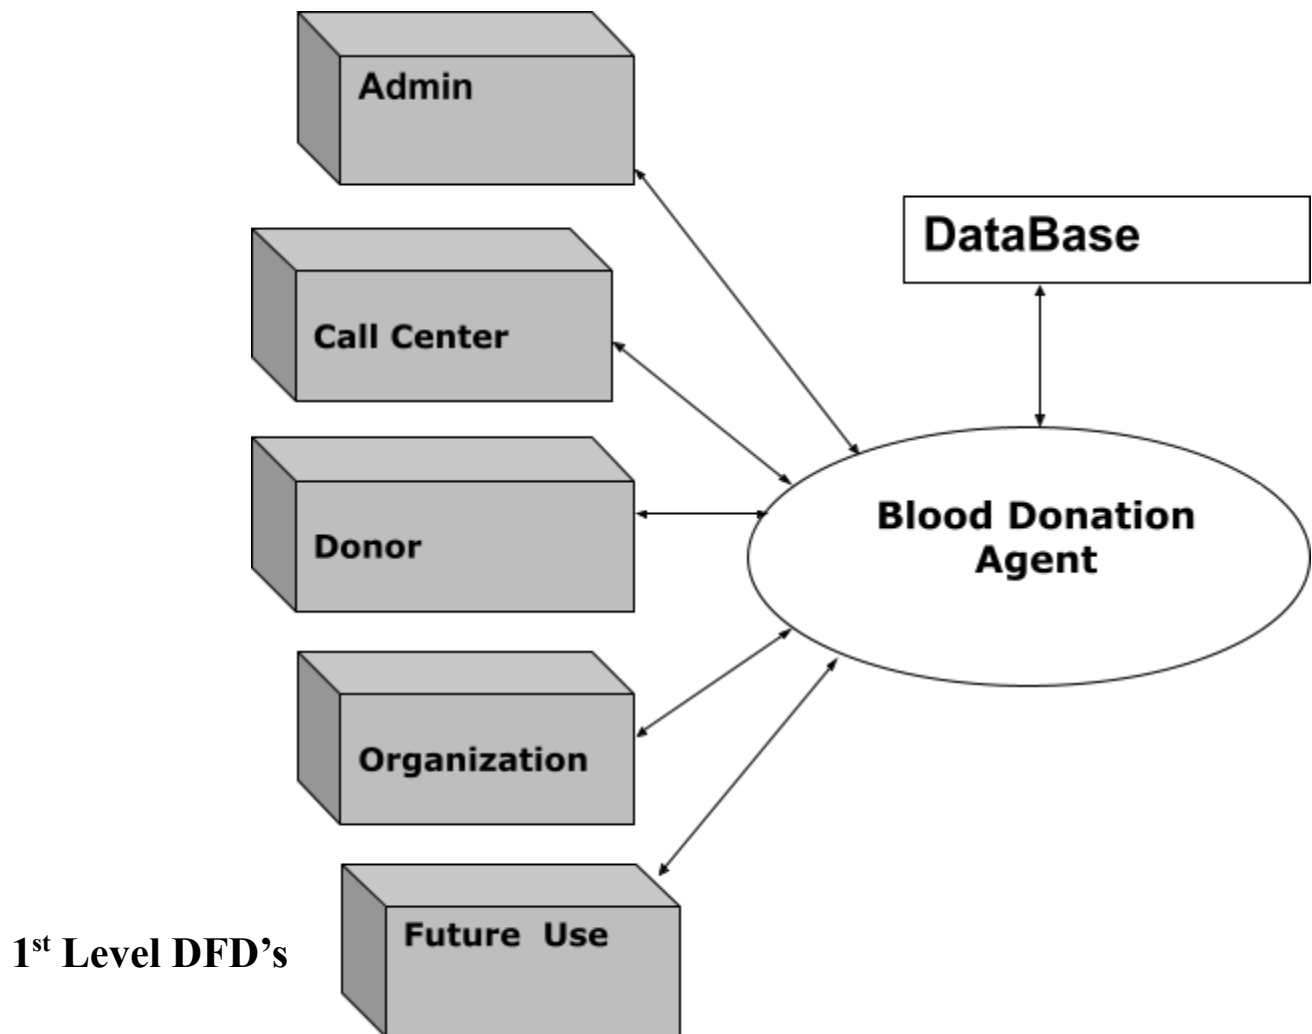 Admin
DataBase
Call Center
Blood Donation
Agent
Donor
Organization
Future Use
1st Level DFD’s